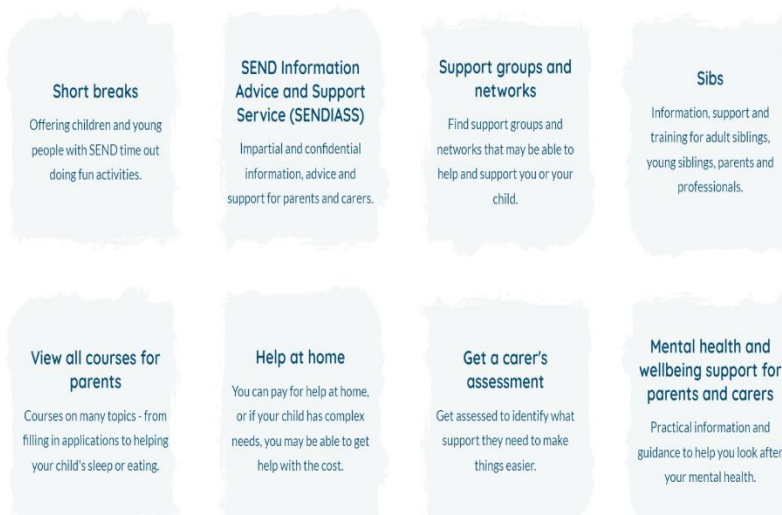 Short breaks
Offering children and young
people with SEND time out
doing fun activities.
SEND Information
Advice and Support
Service (SENDIASS)
Impartial and confidential
information, advice and
support for parents and carers.
Support groups and
networks
Find support groups and
networks that may be able to
help and support you or your
child.
Sibs
Information, support and
training for adult siblings,
young siblings, parents and
professionals.
View all courses for
parents
Courses on many topics - from
filling in applications to helping
your child's sleep or eating.
Help at home
You can pay for help at home,
or if your child has complex
needs, you may be able to get
help with the cost.
Get a carer's
assessment
Get assessed to identify what
support they need to make
things easier.
Mental health and
wellbeing support for
parents and carers
Practical information and
guidance to help you look after
your mental health.